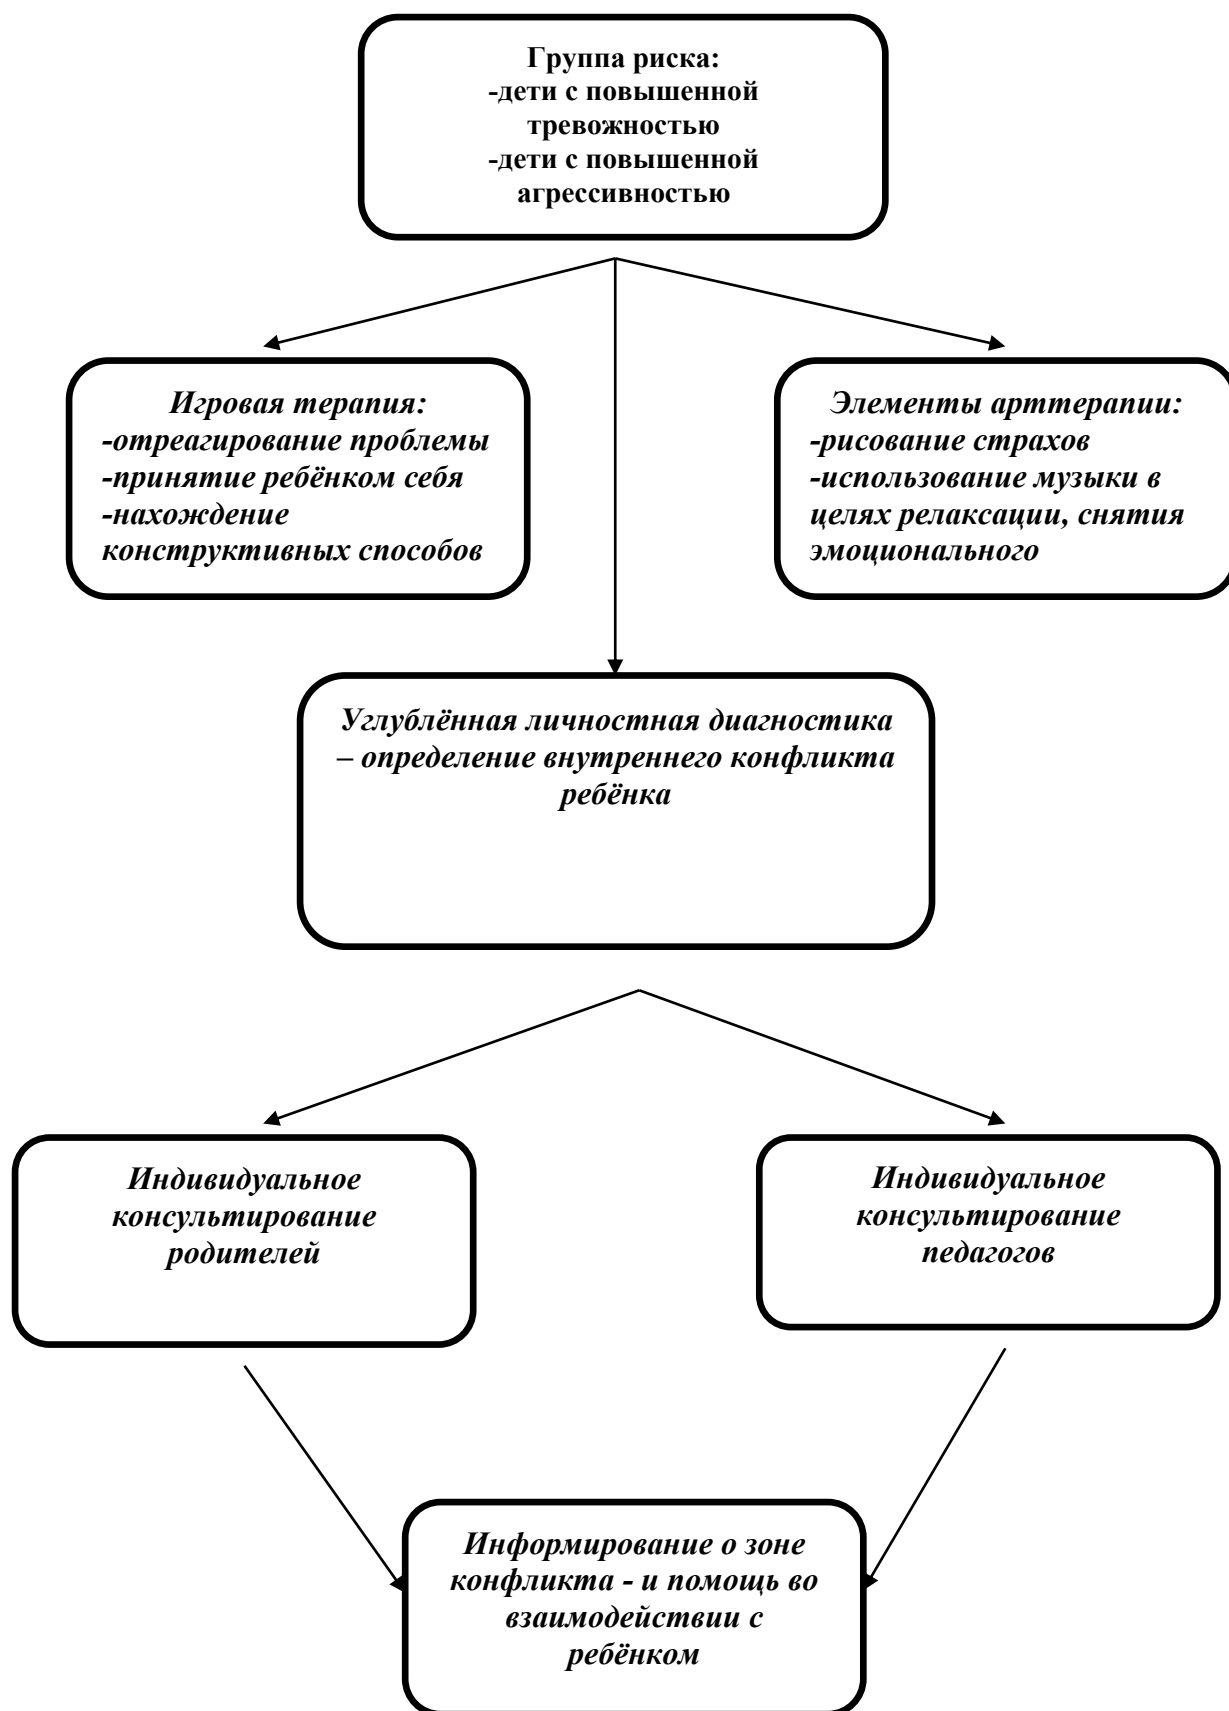 Группа риска:
-дети с повышенной
тревожностью
-дети с повышенной
агрессивностью
Игровая терапия:
-отреагирование проблемы
-принятие ребёнком себя
-нахождение
конструктивных способов
Элементы арттерапии:
-рисование страхов
-использование музыки в
целях релаксации, снятия
эмоционального
Углублённая личностная диагностика
– определение внутреннего конфликта
ребёнка
Индивидуальное
консультирование
родителей
Индивидуальное
консультирование
педагогов
Информирование о зоне
конфликта - и помощь во
взаимодействии с
ребёнком